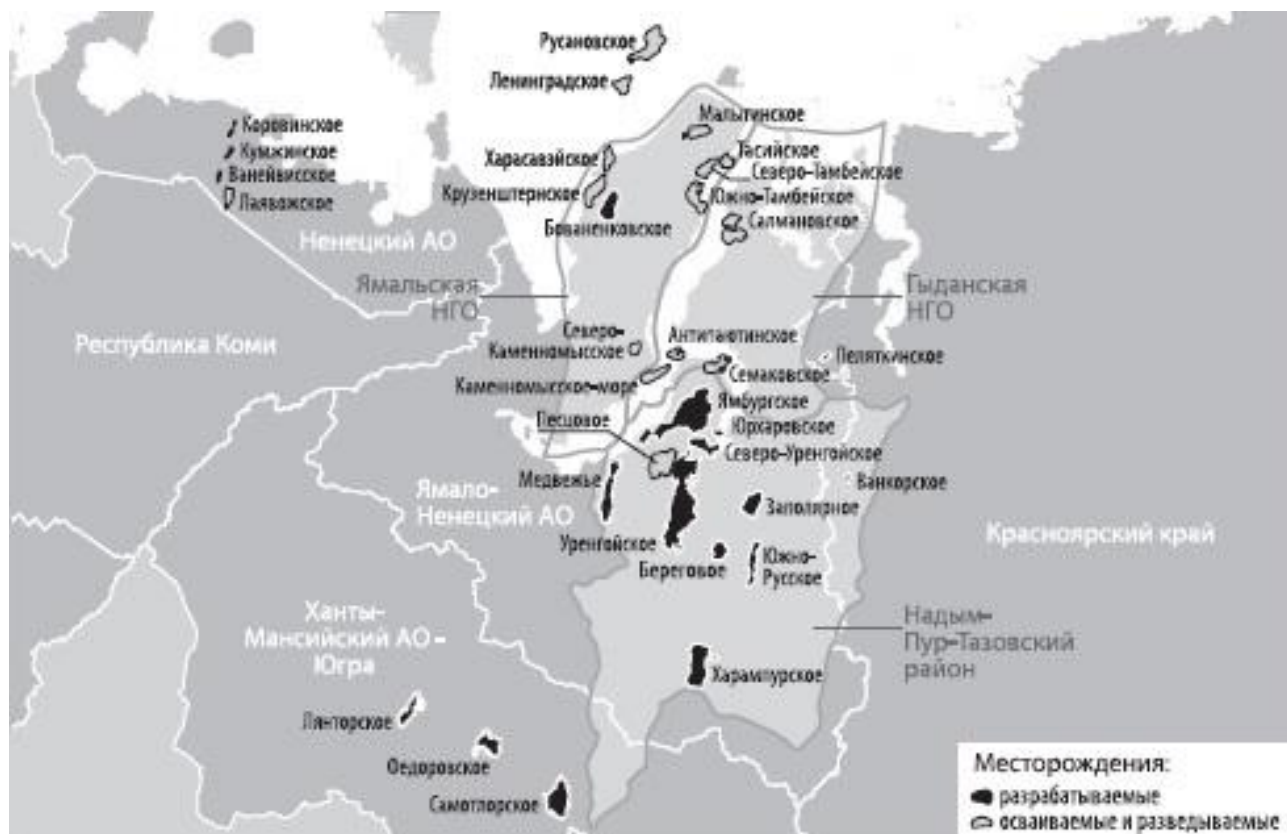 Русановское
Ленинградское
Малытинское
Коровинское
Кумжинское
Ванейвисское
Лаявожское
Харасавэйское
Крузенштернское
Бованенковское
Тасийское
Северо-Тамбейское
Южно-Тамбейское
Салмановское
Ненецкий АО
Ямальская
НГО
Гыданская
НГО
Республика Коми
Северо-
Каменномысское
Антипаютинское
Пеляткинское
Каменномысское-море
Семаковское
Ямбургское
Песцовое
Юрхаровское
Северо-Уренгойское
Медвежье
Ванкорское
Ямало-
Ненецкий АО
Заполярное
Уренгойское
Береговое
Южно-
Русское
Красноярский край
Ханты-
Мансийский АО -
Югра
Надым-
Пур-Тазовский
район
Харампурское
Лянторское
Федоровское
Самотлорское
Месторождения:
разрабатываемые
осваиваемые и разведываемые